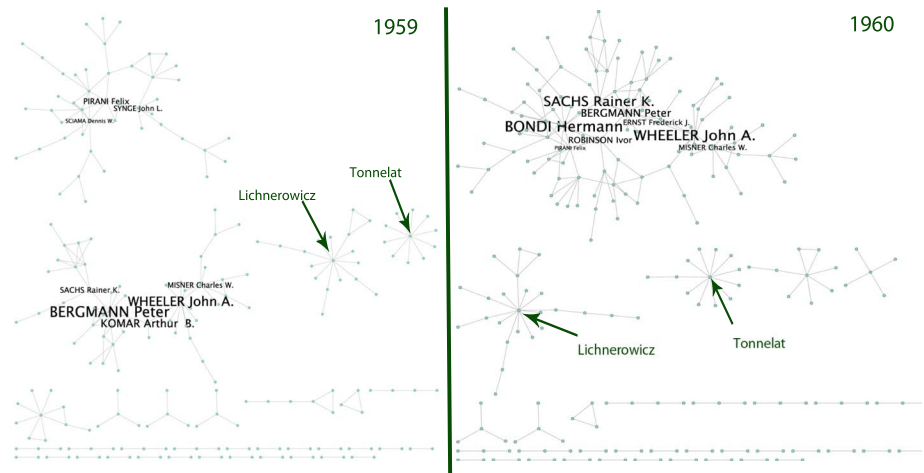 1959
PIRANI Felix
SYNGE John L.
SCIAMA Dennis W.
Tonnelat
Lichnerowicz
MISNER Charles W.
SACHS Rainer K.
WHEELER John A.
BERGMANN Peter
KOMAR Arthur B.
1960
SACHS Rainer K.
BERGMANN Peter
ERNST Frederick J.
BONDI Hermann
WHEELER John A.
ROBINSON Ivor
PIRANI Felix
MISNER Charles W.
Lichnerowicz
Tonnelat